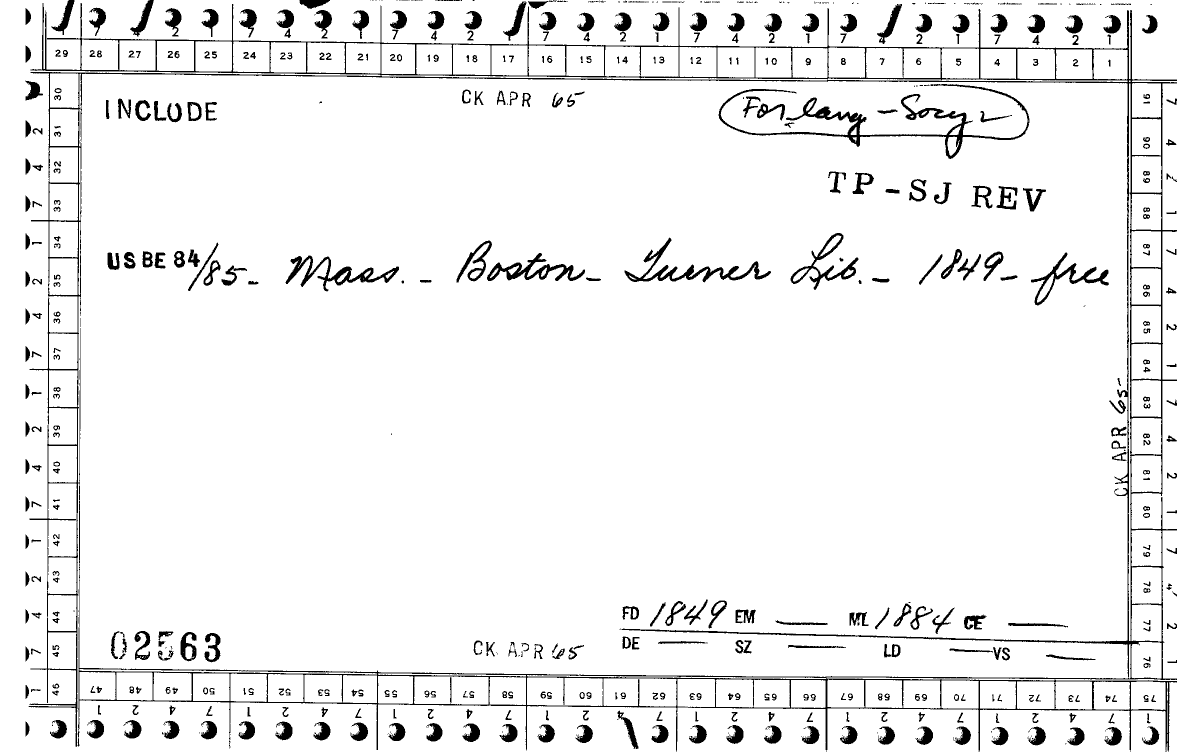 7 4 2 1 7 4 2 1 7 4 2 1 7 4 2 1 7 4 2 1 7 4 2 1 7 4 2 1
29 28 27 26 25 24 23 22 21 20 19 18 17 16 15 14 13 12 11 10 9 8 7 6 5 4 3 2 1
INCLUDE CK APR 65 For lang - Socy 2
TP-SJ REV
US BE 84/85 - Mass. - Boston - Turner Lib. - 1849 - free
CK APR 65
FD 1849 EM — ML 1884 CE —
02563 CK APR 65 DE — SZ — LD — VS —
30 31 32 33 34 35 36 37 38 39 40 41 42 43 44 45 46
91 90 89 88 87 86 85 84 83 82 81 80 79 78 77 76 75
47 48 49 50 51 52 53 54 55 56 57 58 59 60 61 62 63 64 65 66 67 68 69 70 71 72 73 74
1 2 4 7 1 2 4 7 1 2 4 7 1 2 4 7 1 2 4 7 1 2 4 7 1 2 4 7 1